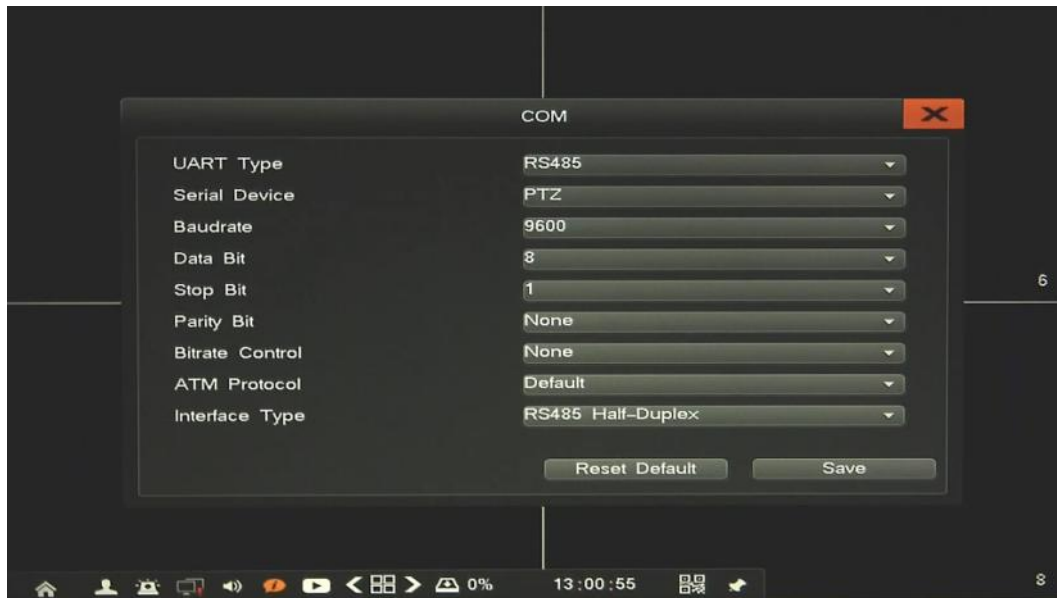 COM
UART Type RS485
Serial Device PTZ
Baudrate 9600
Data Bit 8
Stop Bit 1
Parity Bit None
Bitrate Control None
ATM Protocol Default
Interface Type RS485 Half-Duplex
Reset Default Save
6
0% 13:00:55
8